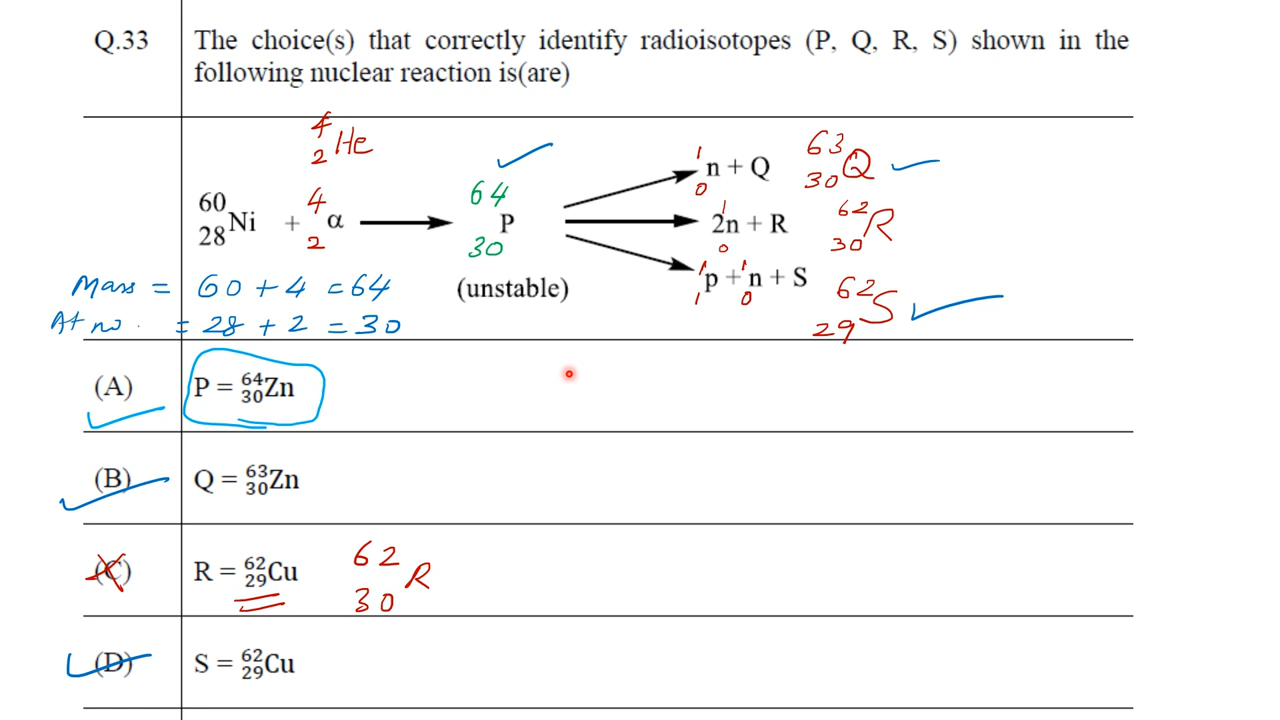 Q.33 The choice(s) that correctly identify radioisotopes (P, Q, R, S) shown in the
following nuclear reaction is(are)
4 2 He
60 28 Ni + 4 2 α
64 30 P
(unstable)
1 0 n + Q 63 30 Q
2 1 0 n + R 62 30 R
1 1 p + 1 0 n + S 62 29 S
Mass = 60 + 4 = 64
At no. = 28 + 2 = 30
(A) P = 64 30 Zn
(B) Q = 63 30 Zn
(C) R = 62 29 Cu 62 30 R
(D) S = 62 29 Cu